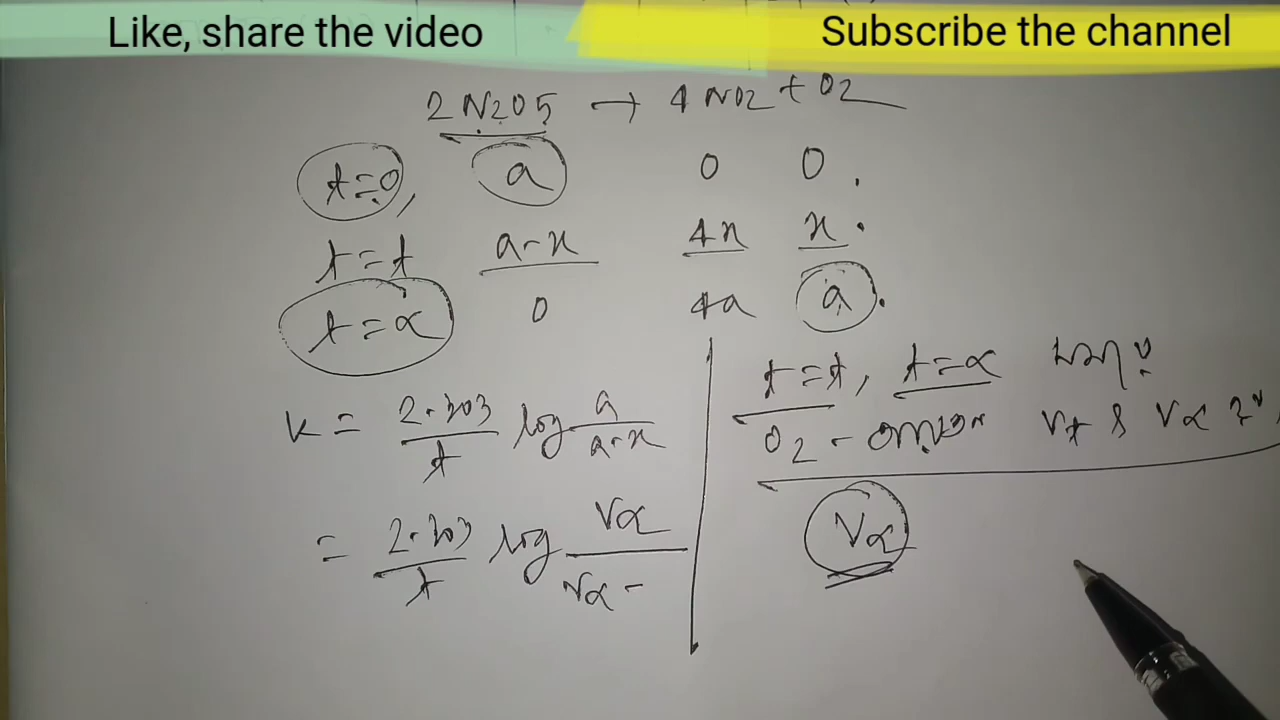 Like, share the video
Subscribe the channel
2N2O5 → 4NO2 + O2
t=0, a 0 0.
t=t a-x 4x x.
t=∝ 0 4a a.
K = 2.303/t log a/a-x
= 2.303/t log V∝/V∝ -
t=t, t=∝
O2 - Vt V∝
V∝